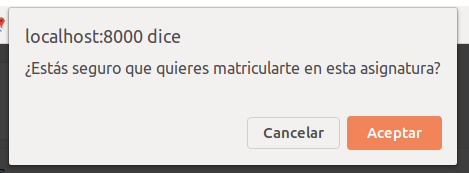 localhost:8000 dice
¿Estás seguro que quieres matricularte en esta asignatura?
Cancelar
Aceptar